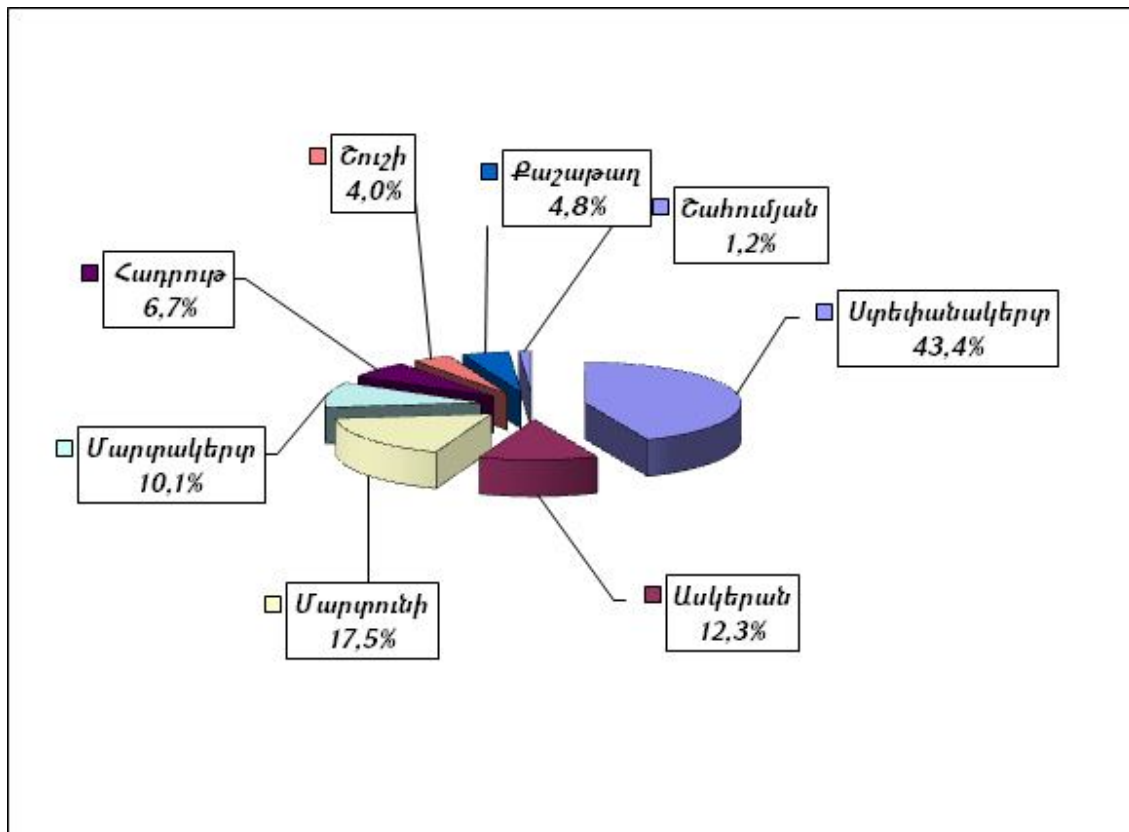 Շուշի
4,0%
Քաշաթաղ
4,8%
Շահումյան
1,2%
Հադրութ
6,7%
Ստեփանակերտ
43,4%
Մարտակերտ
10,1%
Մարտունի
17,5%
Ասկերան
12,3%